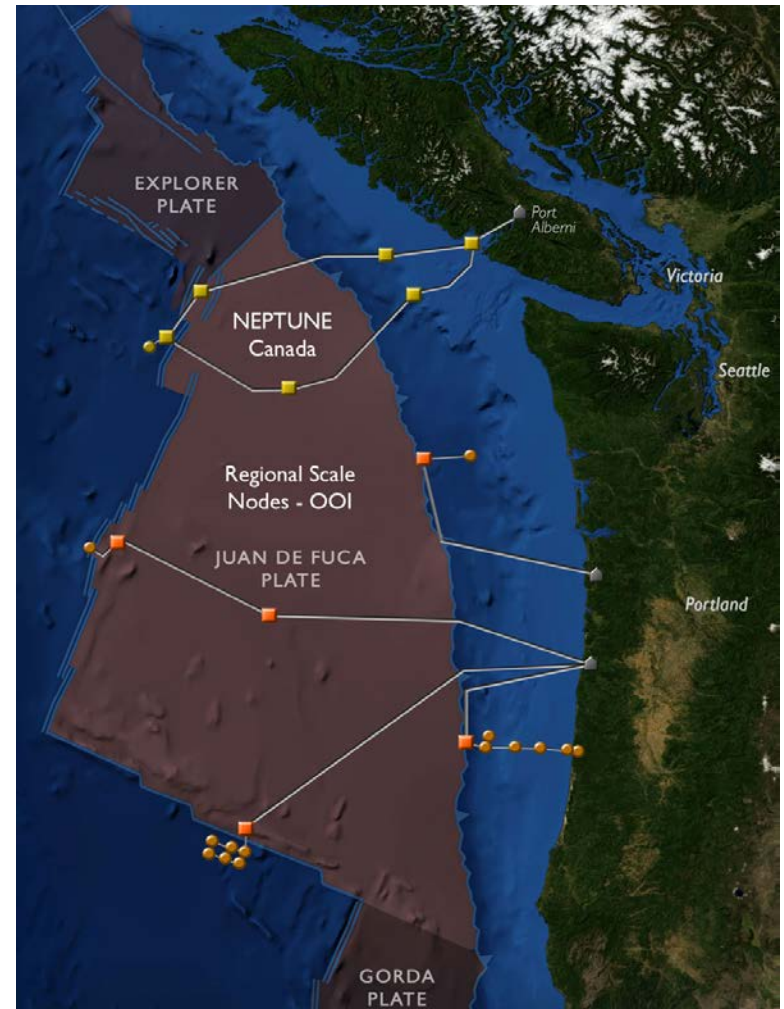 EXPLORER
PLATE
Port
Alberni
Victoria
NEPTUNE
Canada
Seattle
Regional Scale
Nodes - OOI
JUAN DE FUCA
PLATE
Portland
GORDA
PLATE